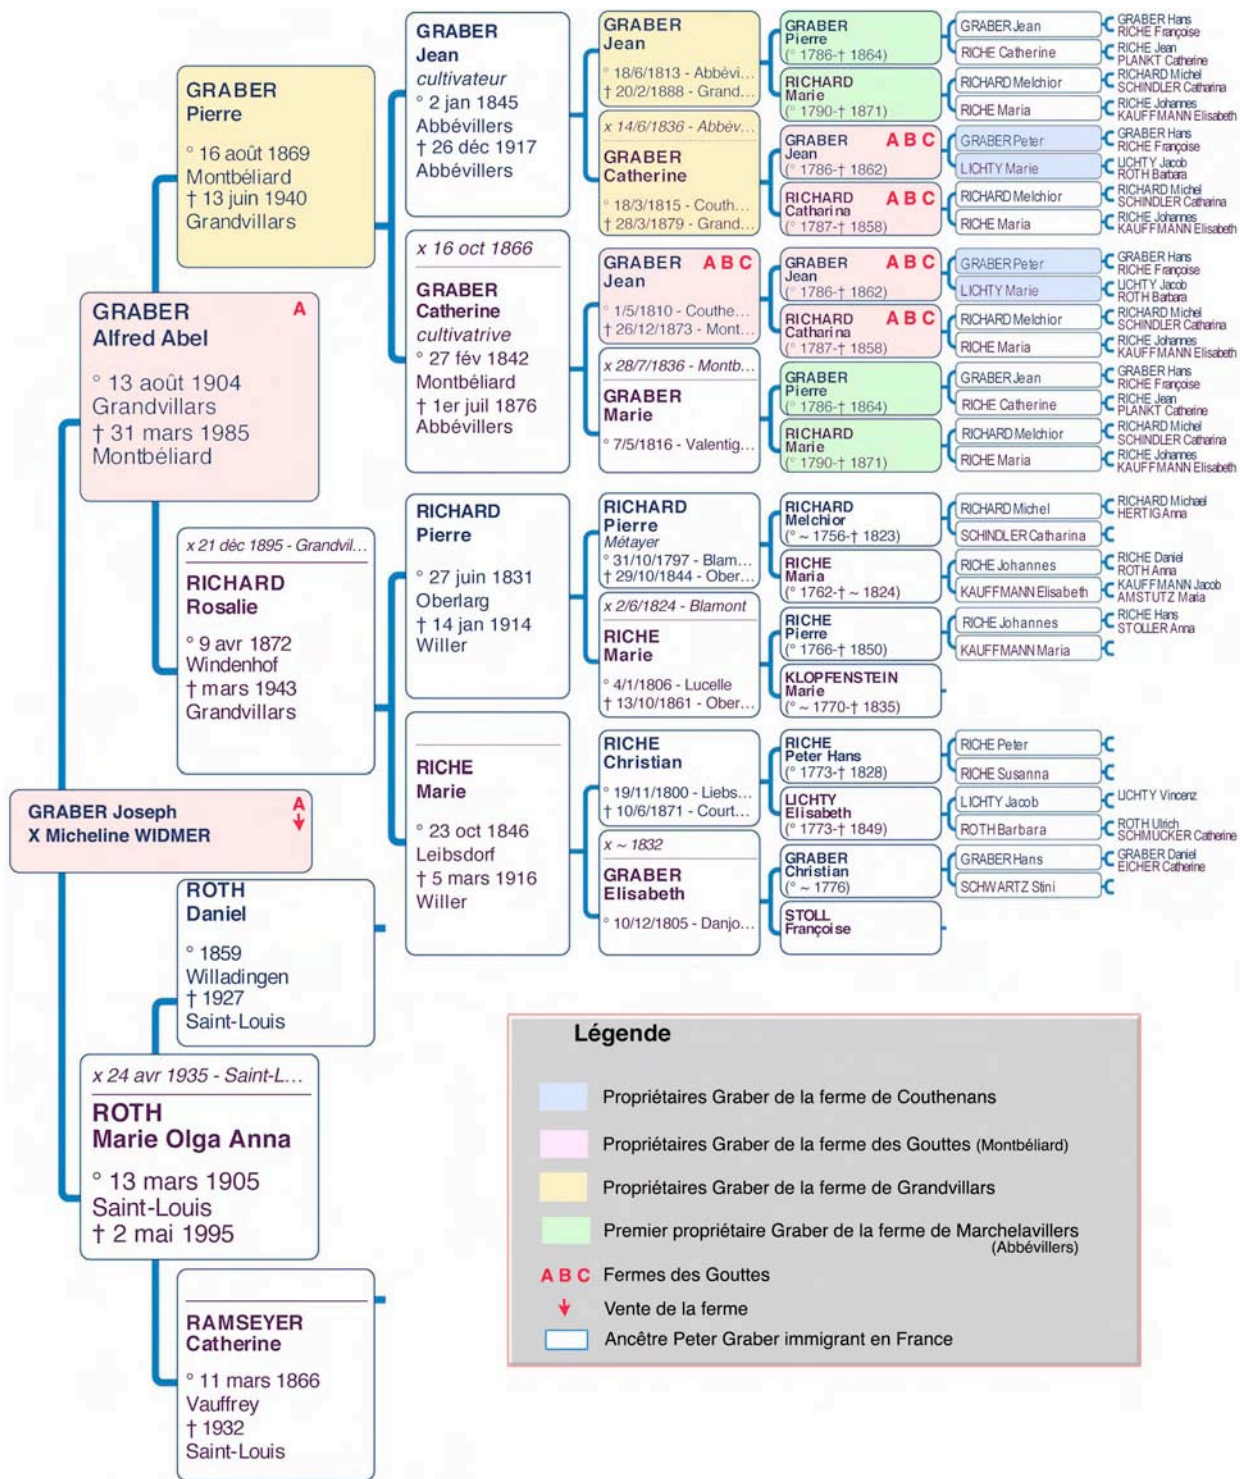 GRABER Joseph
X Micheline WIDMER
A
GRABER
Alfred Abel
A
° 13 août 1904
Grandvillars
† 31 mars 1985
Montbéliard
x 24 avr 1935 - Saint-L...
ROTH
Marie Olga Anna
° 13 mars 1905
Saint-Louis
† 2 mai 1995
GRABER
Pierre
° 16 août 1869
Montbéliard
† 13 juin 1940
Grandvillars
x 21 déc 1895 - Grandvil...
RICHARD
Rosalie
° 9 avr 1872
Windenhof
† mars 1943
Grandvillars
ROTH
Daniel
° 1859
Willadingen
† 1927
Saint-Louis
RAMSEYER
Catherine
° 11 mars 1866
Vauffrey
† 1932
Saint-Louis
GRABER
Jean
cultivateur
° 2 jan 1845
Abbévillers
† 26 déc 1917
Abbévillers
x 16 oct 1866
GRABER
Catherine
cultivatrive
° 27 fév 1842
Montbéliard
† 1er juil 1876
Abbévillers
RICHARD
Pierre
° 27 juin 1831
Oberlarg
† 14 jan 1914
Willer
RICHE
Marie
° 23 oct 1846
Leibsdorf
† 5 mars 1916
Willer
GRABER
Jean
° 18/6/1813 - Abbévi...
† 20/2/1888 - Grand...
x 14/6/1836 - Abbév...
GRABER
Catherine
° 18/3/1815 - Couth...
† 28/3/1879 - Grand...
GRABER A B C
Jean
° 1/5/1810 - Couthe...
† 26/12/1873 - Mont...
x 28/7/1836 - Montb...
GRABER
Marie
° 7/5/1816 - Valentig...
RICHARD
Pierre
Métayer
° 31/10/1797 - Blam...
† 29/10/1844 - Ober...
x 2/6/1824 - Blamont
RICHE
Marie
° 4/1/1806 - Lucelle
† 13/10/1861 - Ober...
RICHE
Christian
° 19/11/1800 - Liebs...
† 10/6/1871 - Court...
x ~ 1832
GRABER
Elisabeth
° 10/12/1805 - Danjo...
GRABER
Pierre
(° 1786-† 1864)
RICHARD
Marie
(° 1790-† 1871)
GRABER A B C
Jean
(° 1786-† 1862)
RICHARD A B C
Catharina
(° 1787-† 1858)
GRABER A B C
Jean
(° 1786-† 1862)
RICHARD A B C
Catharina
(° 1787-† 1858)
GRABER
Pierre
(° 1786-† 1864)
RICHARD
Marie
(° 1790-† 1871)
RICHARD
Melchior
(° ~ 1756-† 1823)
RICHE
Maria
(° 1762-† ~ 1824)
RICHE
Pierre
(° 1766-† 1850)
KLOPFENSTEIN
Marie
(° ~ 1770-† 1835)
RICHE
Peter Hans
(° 1773-† 1828)
LICHTY
Elisabeth
(° 1773-† 1849)
GRABER
Christian
(° ~ 1776)
STOLL
Françoise
GRABER Jean
RICHE Catherine
RICHARD Melchior
RICHE Maria
GRABER Peter
LICHTY Marie
RICHARD Melchior
RICHE Maria
GRABER Peter
LICHTY Marie
RICHARD Melchior
RICHE Maria
GRABER Jean
RICHE Catherine
RICHARD Melchior
RICHE Maria
RICHARD Michel
SCHINDLER Catharina
RICHE Johannes
KAUFFMANN Elisabeth
RICHE Johannes
KAUFFMANN Maria
RICHE Peter
RICHE Susanna
LICHTY Jacob
ROTH Barbara
GRABER Hans
SCHWARTZ Stini
GRABER Hans
RICHE Françoise
RICHE Jean
PLANKT Catherine
RICHARD Michel
SCHINDLER Catharina
RICHE Johannes
KAUFFMANN Elisabeth
GRABER Hans
RICHE Françoise
LICHTY Jacob
ROTH Barbara
RICHARD Michel
SCHINDLER Catharina
RICHE Johannes
KAUFFMANN Elisabeth
GRABER Hans
RICHE Françoise
LICHTY Jacob
ROTH Barbara
RICHARD Michel
SCHINDLER Catharina
RICHE Johannes
KAUFFMANN Elisabeth
GRABER Hans
RICHE Françoise
RICHE Jean
PLANKT Catherine
RICHARD Michel
SCHINDLER Catharina
RICHE Johannes
KAUFFMANN Elisabeth
RICHARD Michael
HERTIG Anna
RICHE Daniel
ROTH Anna
KAUFFMANN Jacob
AMSTUTZ Maria
RICHE Hans
STOLLER Anna
LICHTY Vincenz
ROTH Ulrich
SCHMUCKER Catherine
GRABER Daniel
EICHER Catherine
Légende
Propriétaires Graber de la ferme de Couthenans
Propriétaires Graber de la ferme des Gouttes (Montbéliard)
Propriétaires Graber de la ferme de Grandvillars
Premier propriétaire Graber de la ferme de Marchelavillers
(Abbévillers)
A B C Fermes des Gouttes
Vente de la ferme
Ancêtre Peter Graber immigrant en France